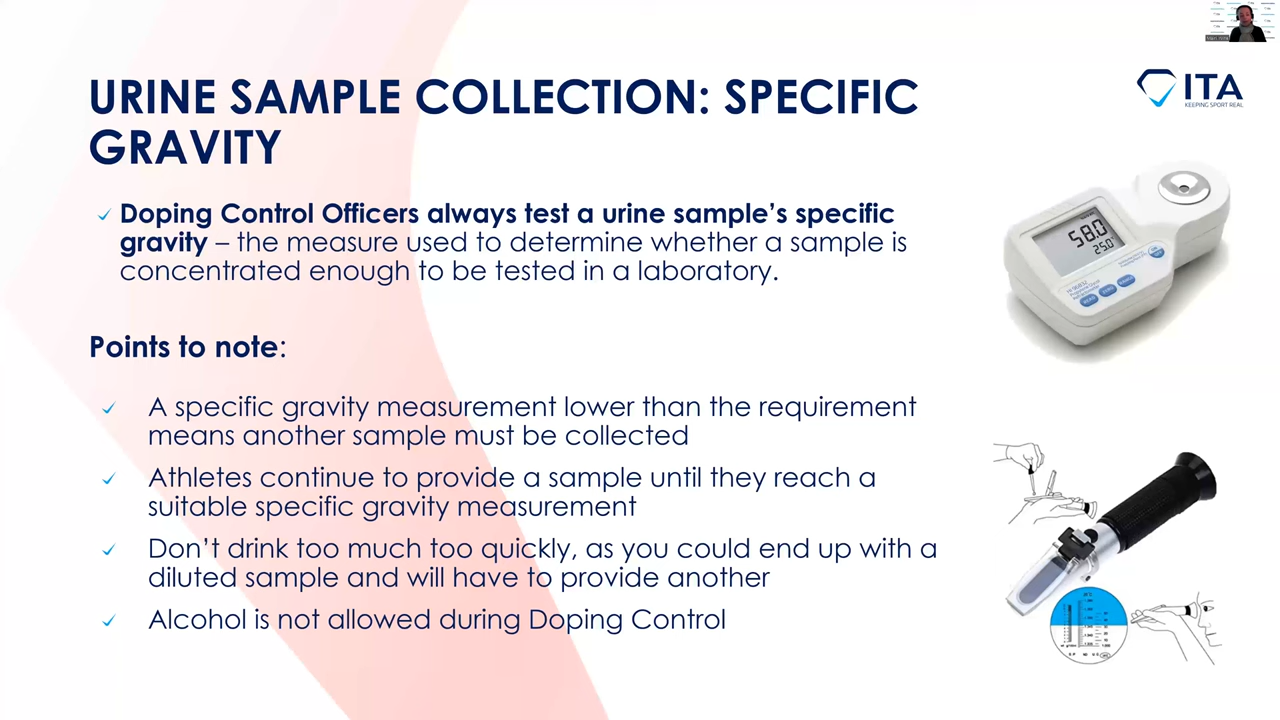 URINE SAMPLE COLLECTION: SPECIFIC
GRAVITY
ITA
KEEPING SPORT REAL
Doping Control Officers always test a urine sample’s specific
gravity – the measure used to determine whether a sample is
concentrated enough to be tested in a laboratory.
58.0
25.0°
Points to note:
A specific gravity measurement lower than the requirement
means another sample must be collected
Athletes continue to provide a sample until they reach a
suitable specific gravity measurement
Don’t drink too much too quickly, as you could end up with a
diluted sample and will have to provide another
Alcohol is not allowed during Doping Control